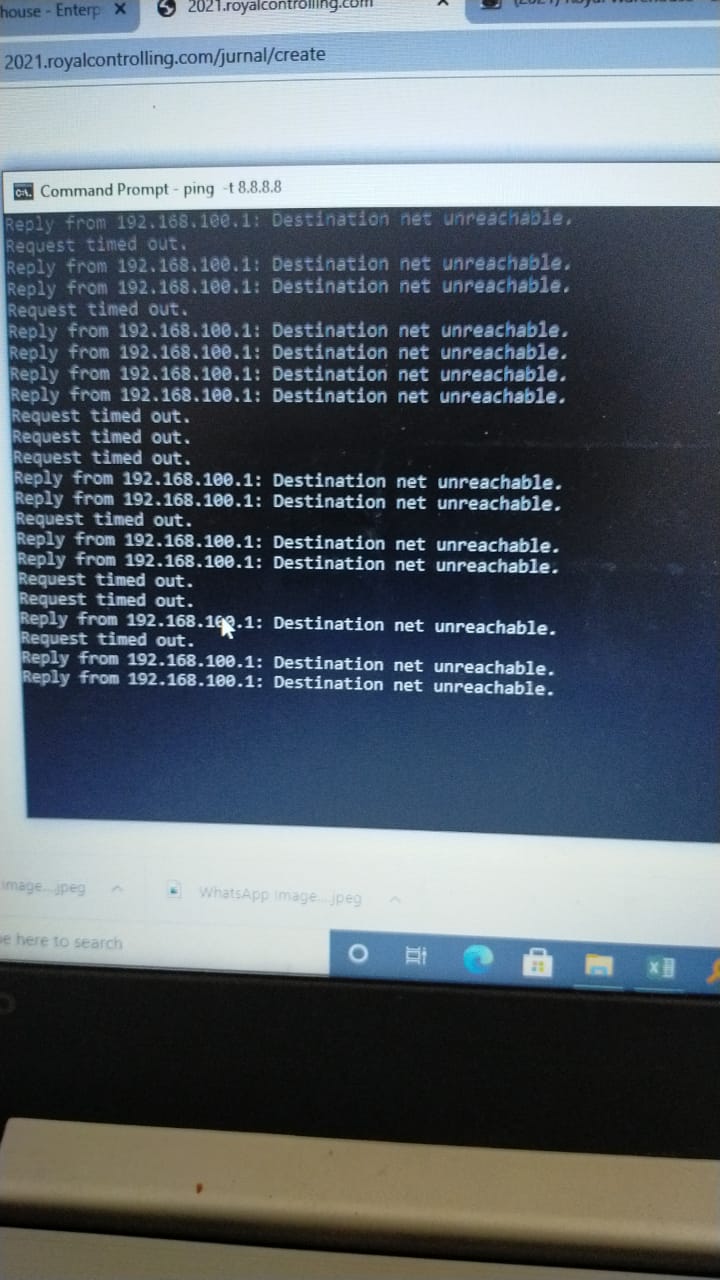 house - Enterp
2021.royalcontrolling.com
2021.royalcontrolling.com/jurnal/create
Command Prompt - ping -t 8.8.8.8
Reply from 192.168.100.1: Destination net unreachable.
Request timed out.
Reply from 192.168.100.1: Destination net unreachable.
Reply from 192.168.100.1: Destination net unreachable.
Request timed out.
Reply from 192.168.100.1: Destination net unreachable.
Reply from 192.168.100.1: Destination net unreachable.
Reply from 192.168.100.1: Destination net unreachable.
Reply from 192.168.100.1: Destination net unreachable.
Request timed out.
Request timed out.
Request timed out.
Reply from 192.168.100.1: Destination net unreachable.
Reply from 192.168.100.1: Destination net unreachable.
Request timed out.
Reply from 192.168.100.1: Destination net unreachable.
Reply from 192.168.100.1: Destination net unreachable.
Request timed out.
Request timed out.
Reply from 192.168.100.1: Destination net unreachable.
Request timed out.
Reply from 192.168.100.1: Destination net unreachable.
Reply from 192.168.100.1: Destination net unreachable.
image...jpeg
WhatsApp Image...jpeg
e here to search